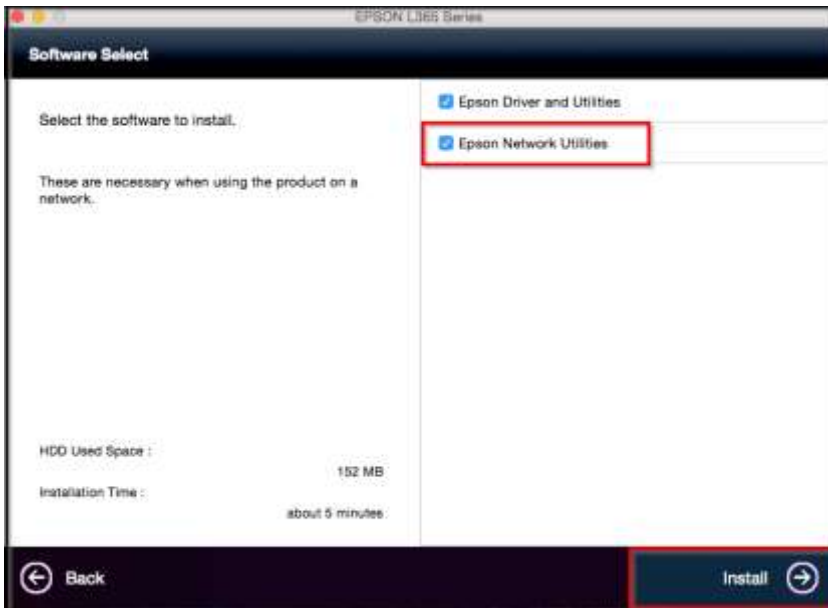 EPSON L365 Series
Software Select
Select the software to install.
These are necessary when using the product on a
network.
HDD Used Space :
152 MB
Installation Time :
about 5 minutes
Epson Driver and Utilities
Epson Network Utilities
Back
Install